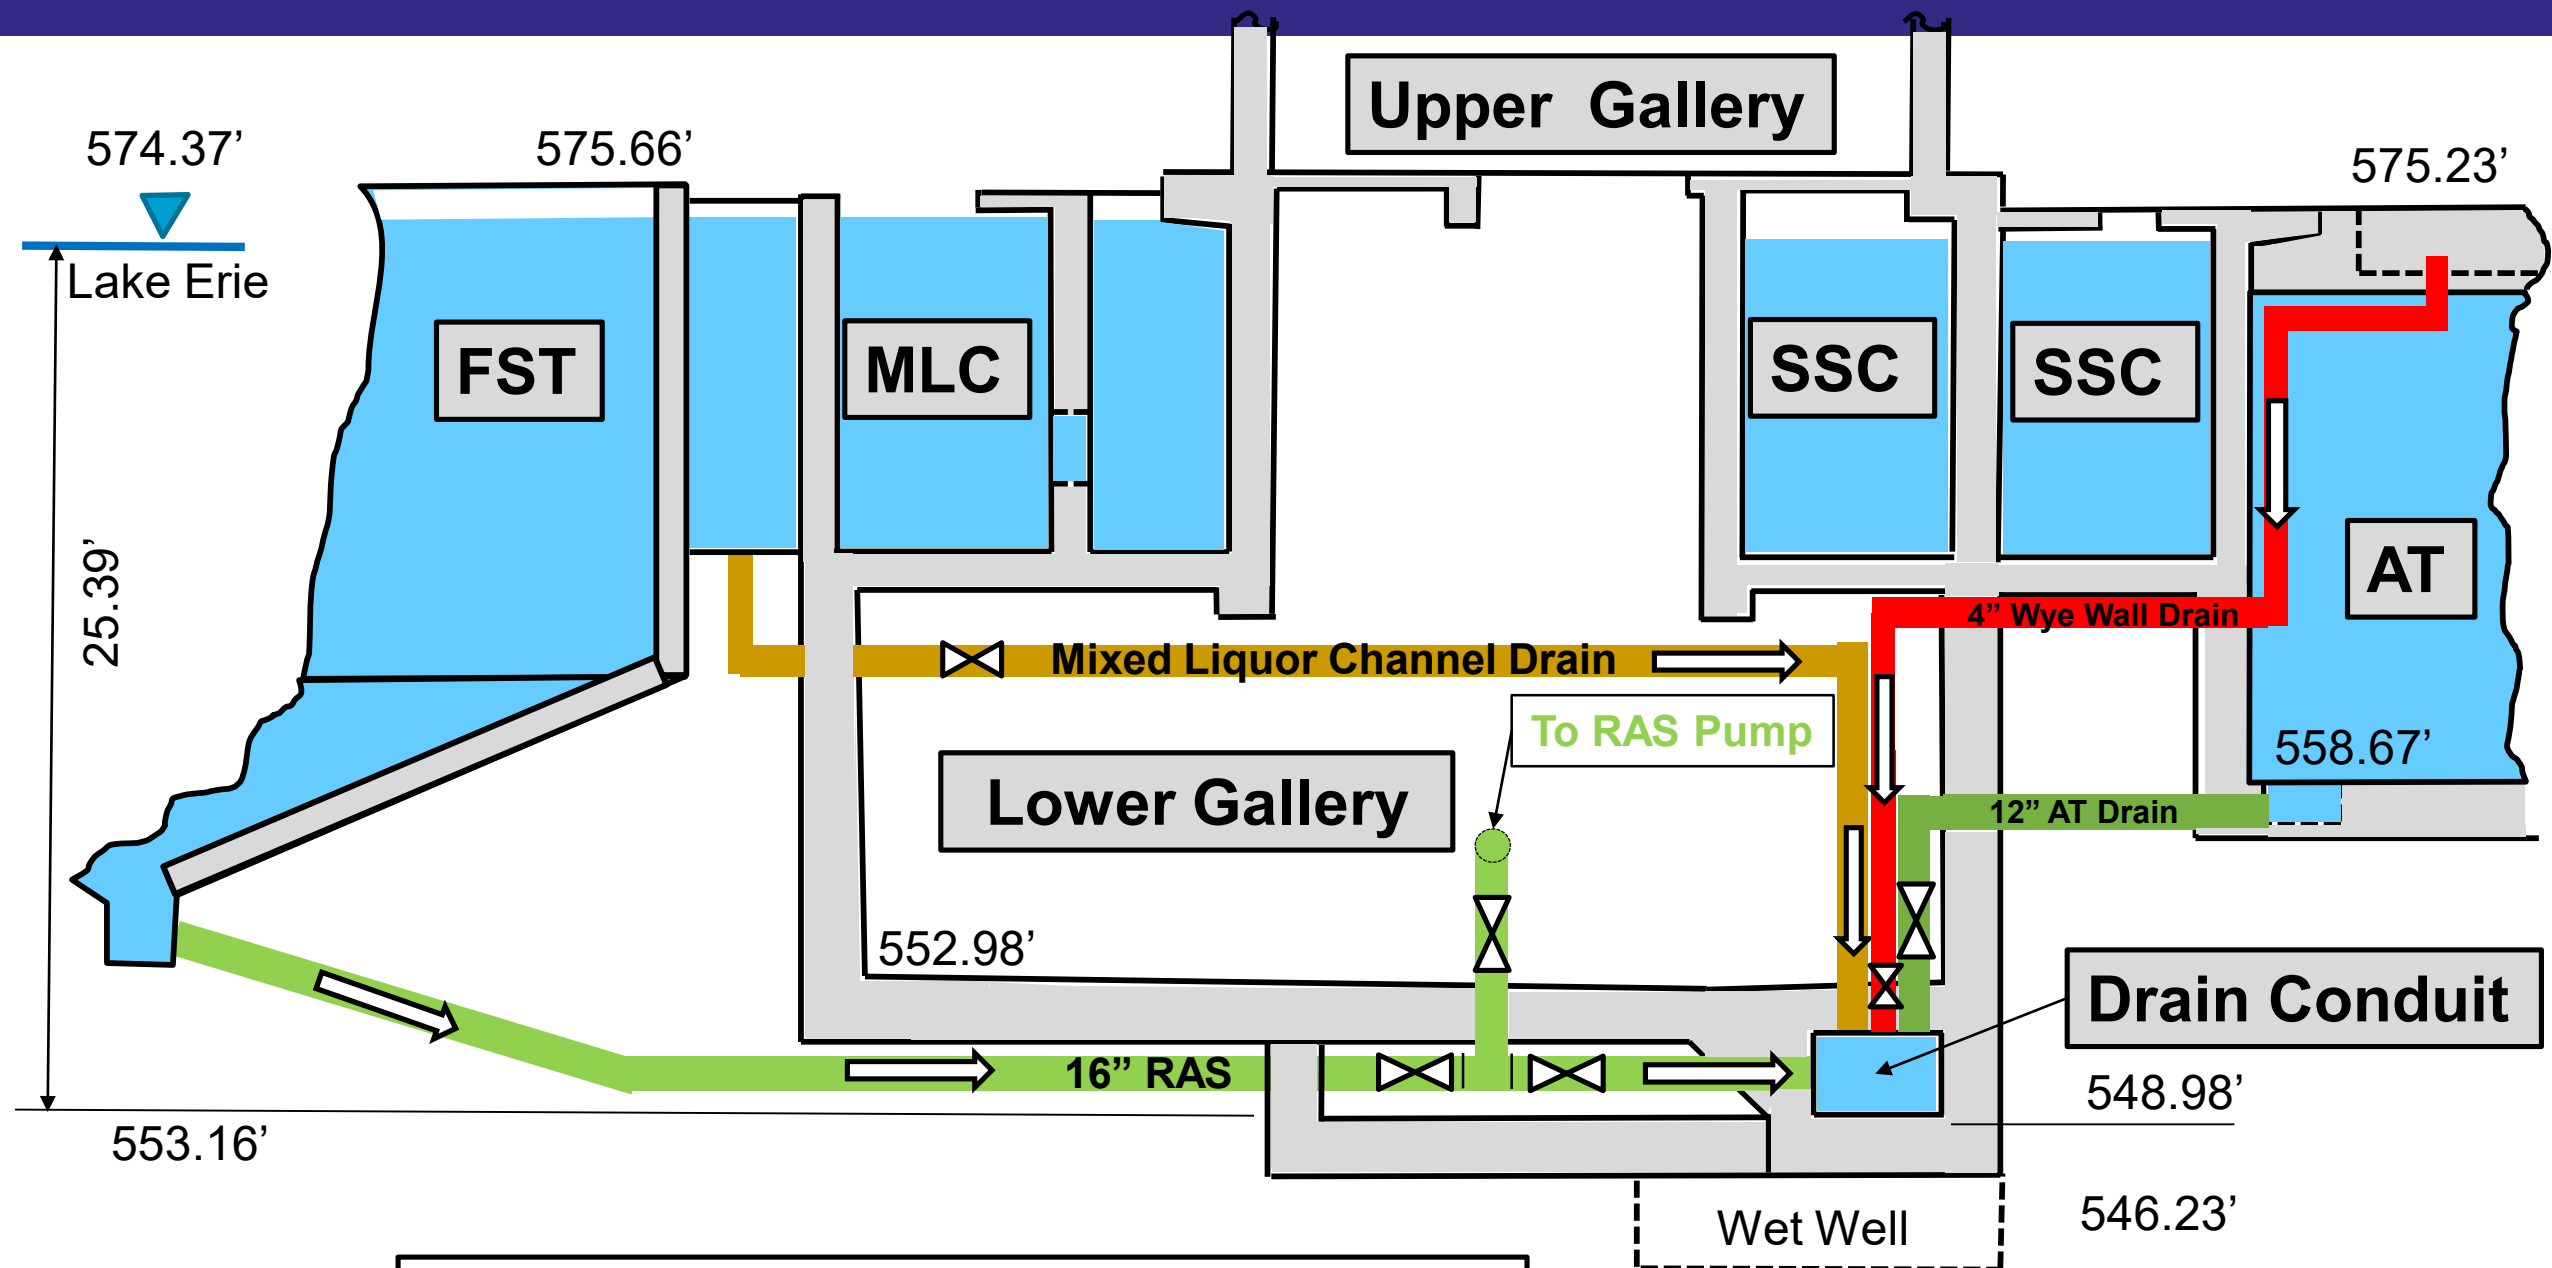 Upper  Gallery
574.37’
575.66’
575.23’
Lake Erie
FST
MLC
SSC
SSC
AT
25.39’
4” Wye Wall Drain
Mixed Liquor Channel Drain
To RAS Pump
558.67’
Lower Gallery
12” AT Drain
552.98’
Drain Conduit
16” RAS
548.98’
553.16’
546.23’
Wet Well